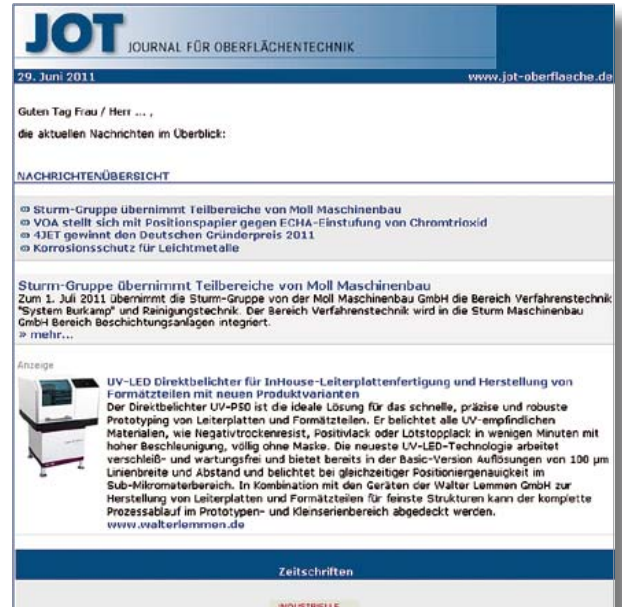 JOT JOURNAL FÜR OBERFLÄCHENTECHNIK
29. Juni 2011 www.jot-oberflaeche.de
Guten Tag Frau / Herr ... ,
die aktuellen Nachrichten im Überblick:
NACHRICHTENÜBERSICHT
Sturm-Gruppe übernimmt Teilbereiche von Moll Maschinenbau
VOA stellt sich mit Positionspapier gegen ECHA-Einstufung von Chromtrioxid
4JET gewinnt den Deutschen Gründerpreis 2011
Korrosionsschutz für Leichtmetalle
Sturm-Gruppe übernimmt Teilbereiche von Moll Maschinenbau
Zum 1. Juli 2011 übernimmt die Sturm-Gruppe von der Moll Maschinenbau GmbH die Bereich Verfahrenstechnik
"System Burkamp" und Reinigungstechnik. Der Bereich Verfahrenstechnik wird in die Sturm Maschinenbau
GmbH Bereich Beschichtungsanlagen integriert.
» mehr...
Anzeige
UV-LED Direktbelichter für InHouse-Leiterplattenfertigung und Herstellung von
Formätzteilen mit neuen Produktvarianten
Der Direktbelichter UV-P50 ist die ideale Lösung für das schnelle, präzise und robuste
Prototyping von Leiterplatten und Formätzteilen. Er belichtet alle UV-empfindlichen
Materialen, wie Negativtrockenresist, Positivlack oder Lötstopplack in wenigen Minuten mit
hoher Beschleunigung, völlig ohne Maske. Die neueste UV-LED-Technologie arbeitet
verschleiß- und wartungsfrei und bietet bereits in der Basic-Version Auflösungen von 100 µm
Linienbreite und Abstand und belichtet bei gleichzeitiger Positioniergenauigkeit im
Sub-Mikrometerbereich. In Kombination mit den Geräten der Walter Lemmen GmbH zur
Herstellung von Leiterplatten und Formätzteilen für feinste Strukturen kann der komplette
Prozessablauf im Prototypen- und Kleinserienbereich abgedeckt werden.
www.walterlemmen.de
Zeitschriften
INDUSTRIELLE